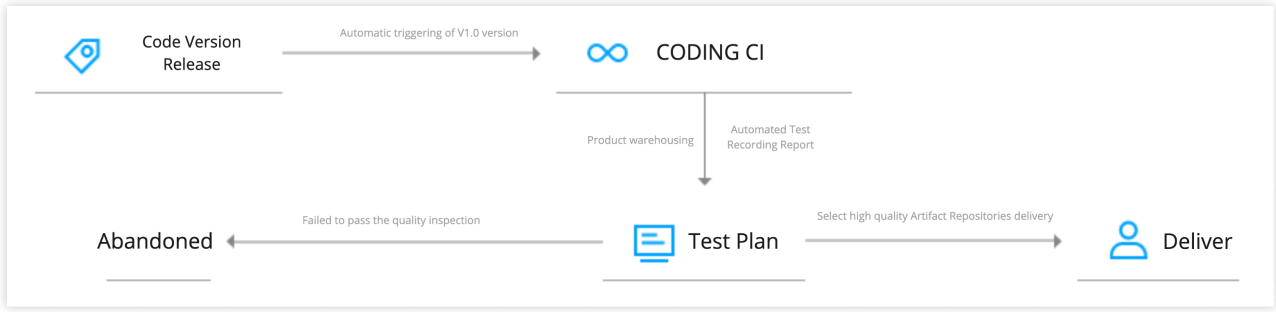 Code Version
Release
Automatic triggering of V1.0 version
CODING CI
Product warehousing
Automated Test
Recording Report
Abandoned
Failed to pass the quality inspection
Test Plan
Select high quality Artifact Repositories delivery
Deliver